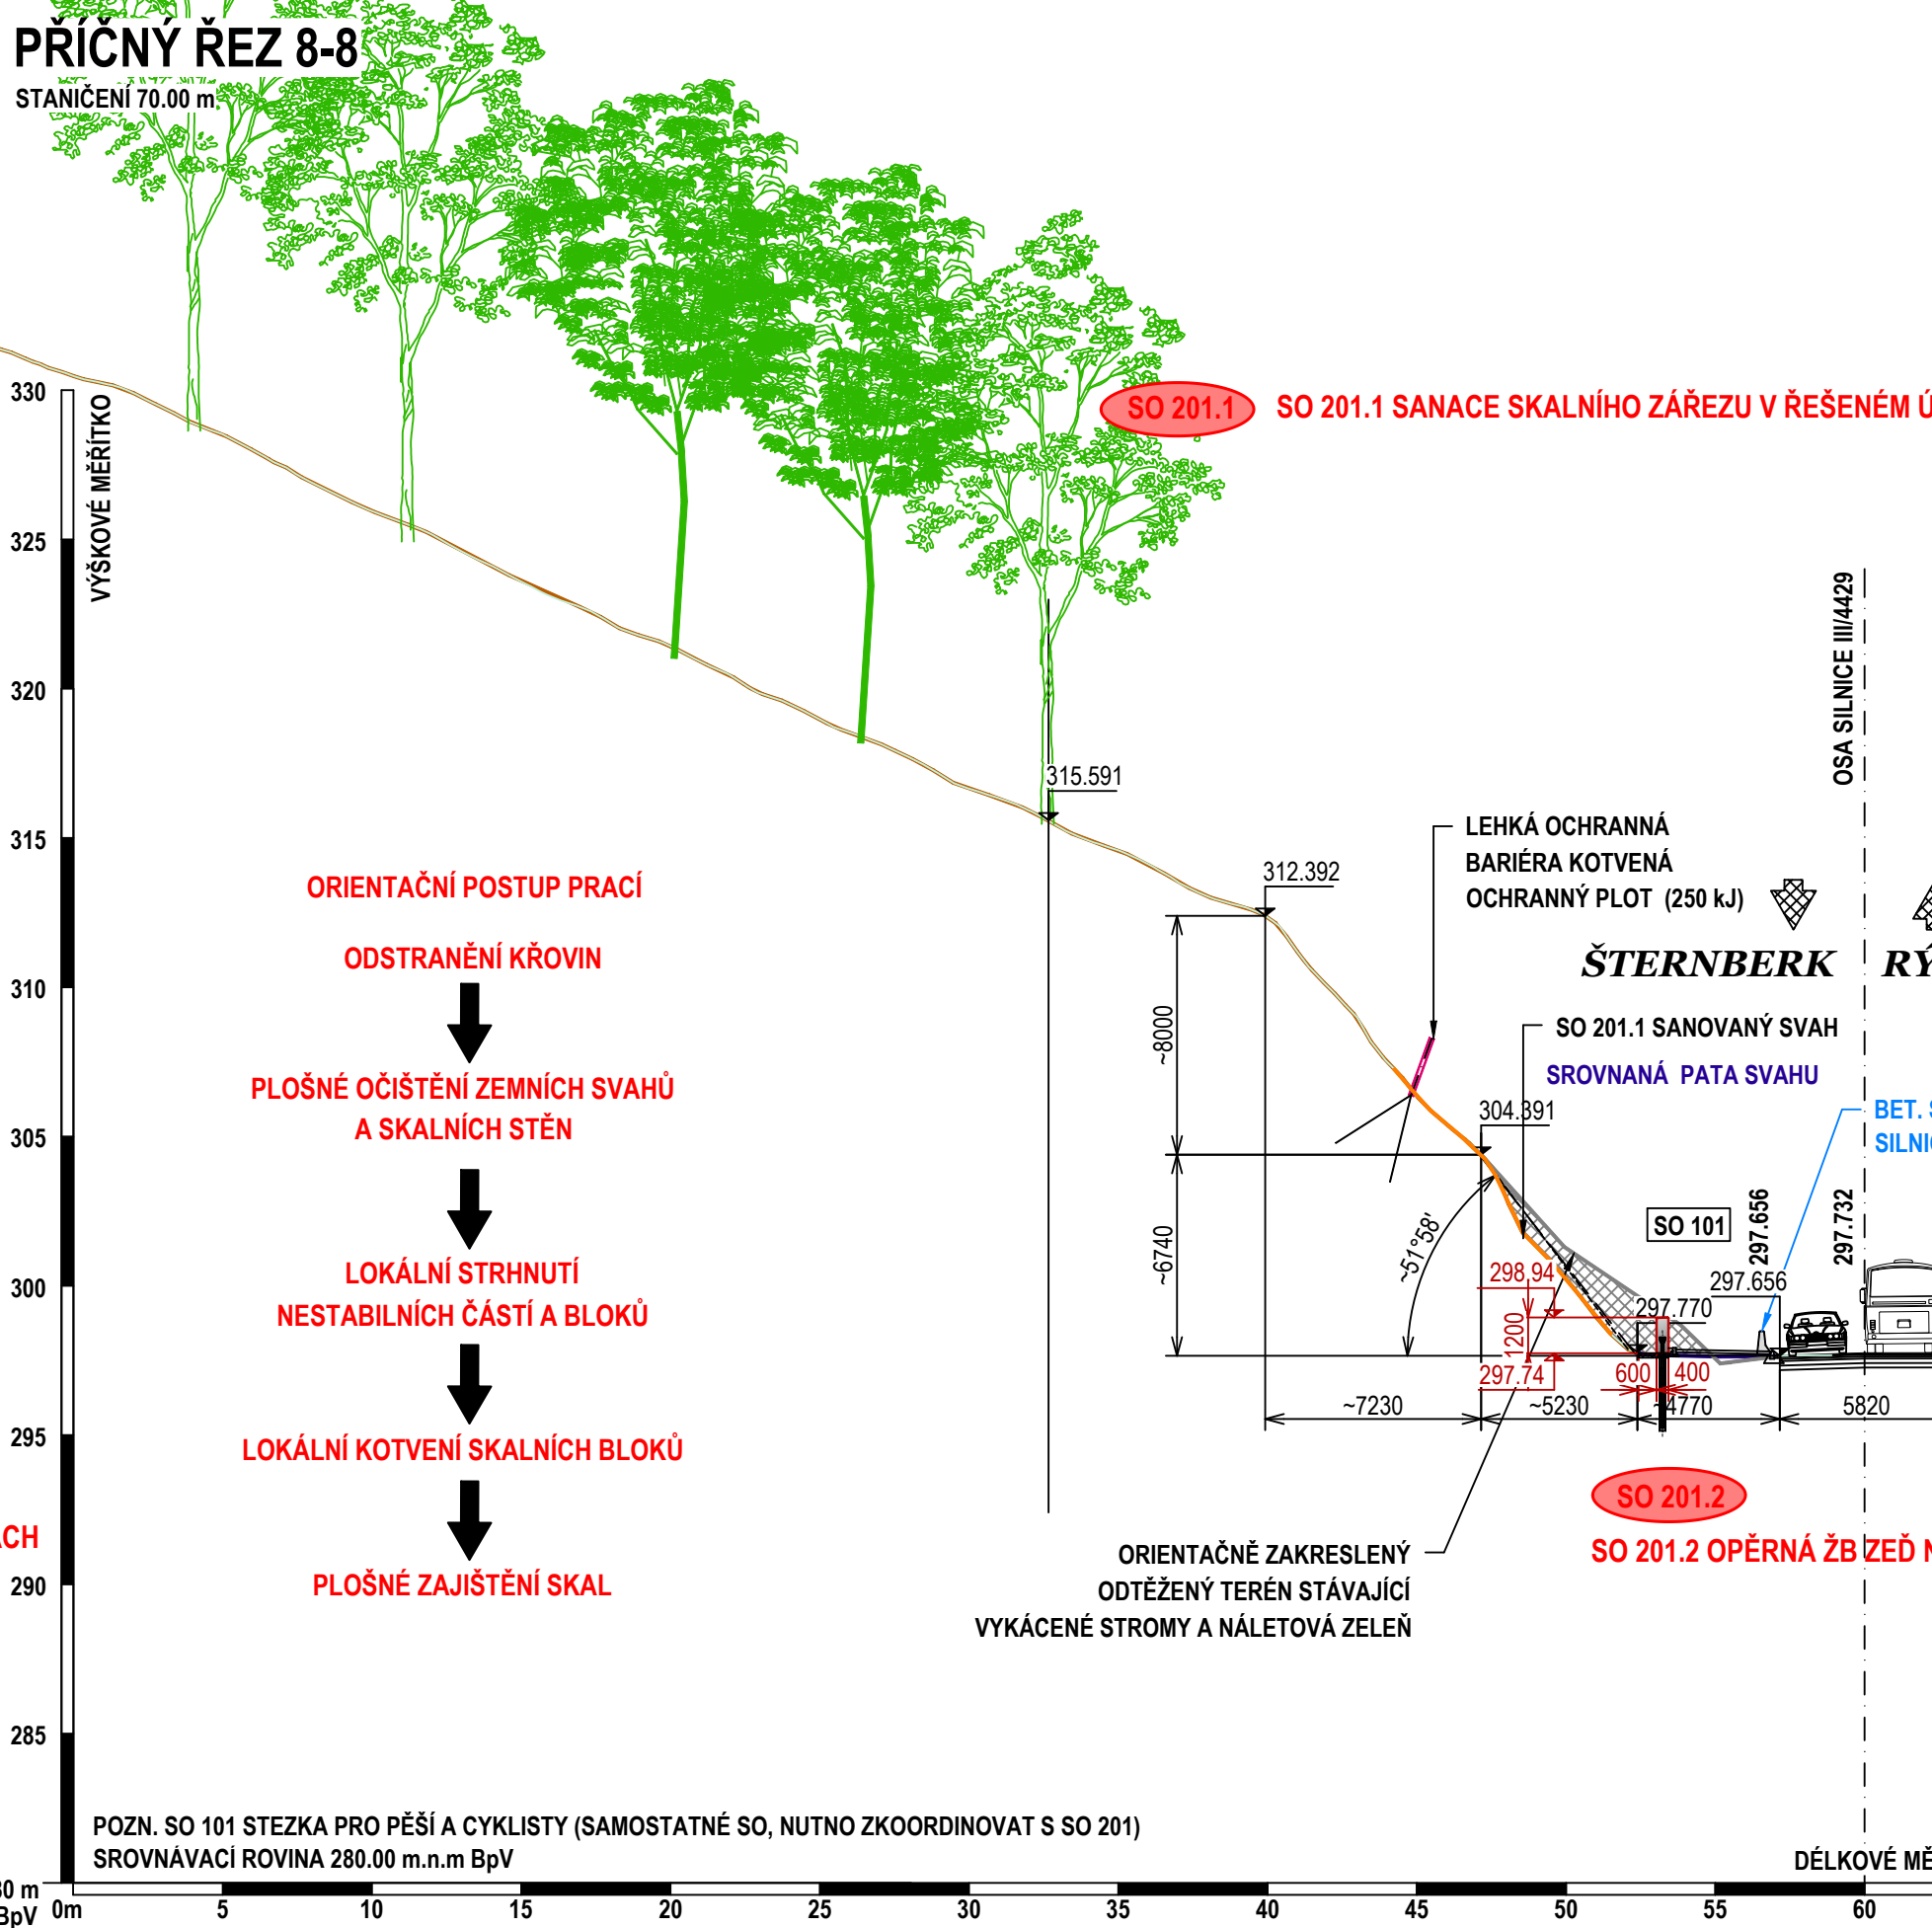 PŘÍČNÝ ŘEZ 8-8
STANIČENÍ 70.00 m
VÝŠKOVÉ MĚŘÍTKO
330
325
320
315
310
305
300
295
290
285
SO 201.1
SO 201.1 SANACE SKALNÍHO ZÁŘEZU V ŘEŠENÉM
OSA SILNICE III/4429
315.591
312.392
LEHKÁ OCHRANNÁ
BARIÉRA KOTVENÁ
OCHRANNÝ PLOT (250 kJ)
ŠTERNBERK
ORIENTAČNÍ POSTUP PRACÍ
ODSTRANĚNÍ KŘOVIN
PLOŠNÉ OČIŠTĚNÍ ZEMNÍCH SVAHŮ
A SKALNÍCH STĚN
LOKÁLNÍ STRHNUTÍ
NESTABILNÍCH ČÁSTÍ A BLOKŮ
LOKÁLNÍ KOTVENÍ SKALNÍCH BLOKŮ
PLOŠNÉ ZAJIŠTĚNÍ SKAL
~8000
~6740
SO 201.1 SANOVANÝ SVAH
SROVNANÁ PATA SVAHU
304.391
BET.
~51°58'
SO 101
297.656
297.732
298.94
297.656
297.770
1200
297.74
600
400
~7230
~5230
~4770
5820
SO 201.2
SO 201.2 OPĚRNÁ ŽB ZEĎ
ORIENTAČNĚ ZAKRESLENÝ
ODTĚŽENÝ TERÉN STÁVAJÍCÍ
VYKÁCENÉ STROMY A NÁLETOVÁ ZELEŇ
POZN. SO 101 STEZKA PRO PĚŠÍ A CYKLISTY (SAMOSTATNÉ SO, NUTNO ZKOORDINOVAT S SO 201)
SROVNÁVACÍ ROVINA 280.00 m.n.m BpV
DÉLKOVÉ
m
BpV
0m
5
10
15
20
25
30
35
40
45
50
55
60